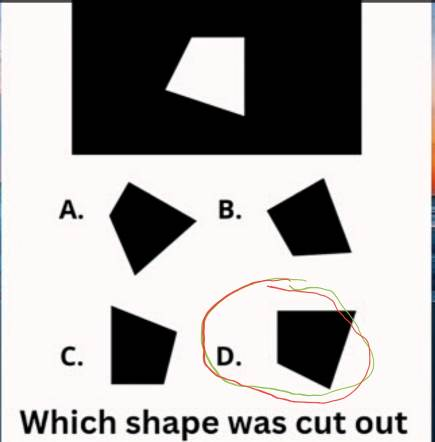 A. B.
C. D.
Which shape was cut out